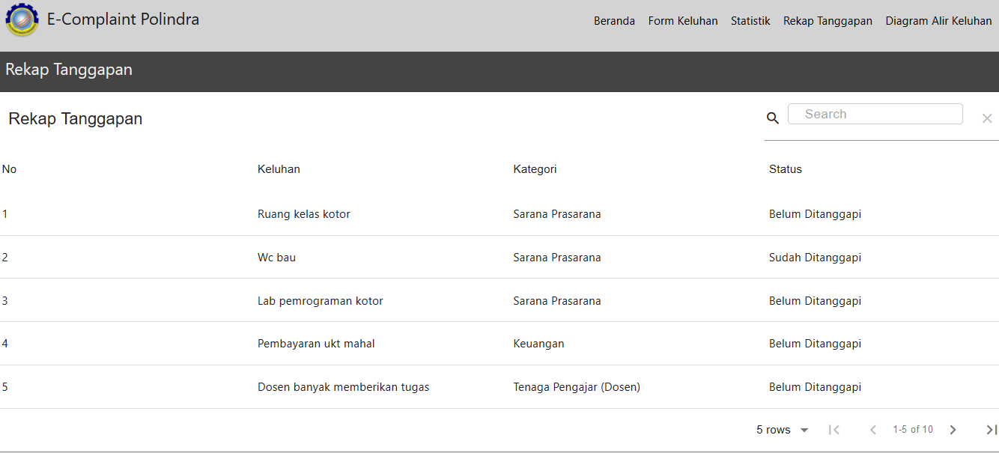 E-Complaint Polindra
Beranda Form Keluhan Statistik Rekap Tanggapan Diagram Alir Keluhan
Rekap Tanggapan
Rekap Tanggapan
Search
No Keluhan Kategori Status
1 Ruang kelas kotor Sarana Prasarana Belum Ditanggapi
2 Wc bau Sarana Prasarana Sudah Ditanggapi
3 Lab pemrograman kotor Sarana Prasarana Belum Ditanggapi
4 Pembayaran ukt mahal Keuangan Belum Ditanggapi
5 Dosen banyak memberikan tugas Tenaga Pengajar (Dosen) Belum Ditanggapi
5 rows 1-5 of 10